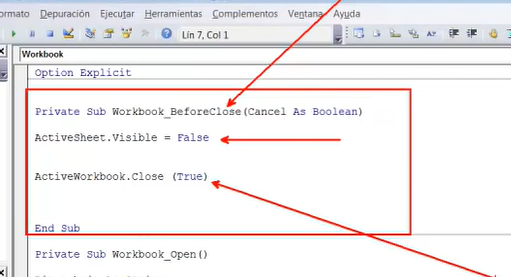 ormato Depuración Ejecutar Herramientas Complementos Ventana Ayuda
Lín 7, Col 1
Workbook
Option Explicit
Private Sub Workbook_BeforeClose(Cancel As Boolean)
ActiveSheet.Visible = False
ActiveWorkbook.Close (True)
End Sub
Private Sub Workbook_Open()